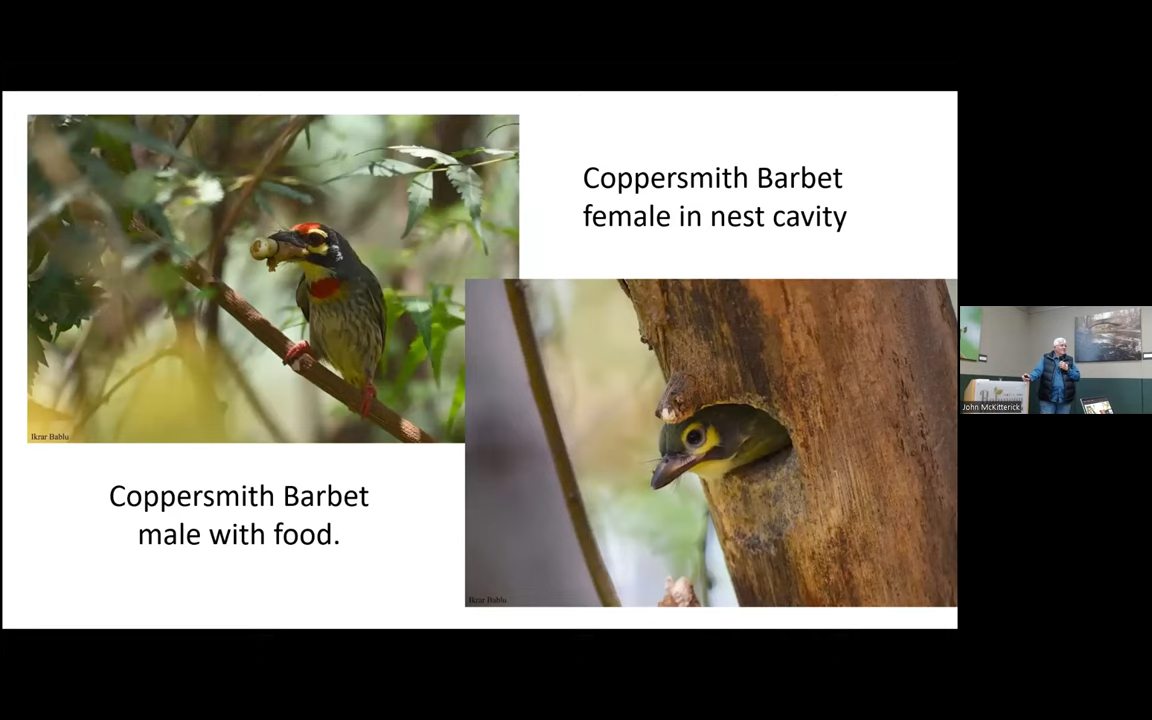 Coppersmith Barbet
female in nest cavity
Ikrar Bablu
Coppersmith Barbet
male with food.
Ikrar Bablu
John McKitterick